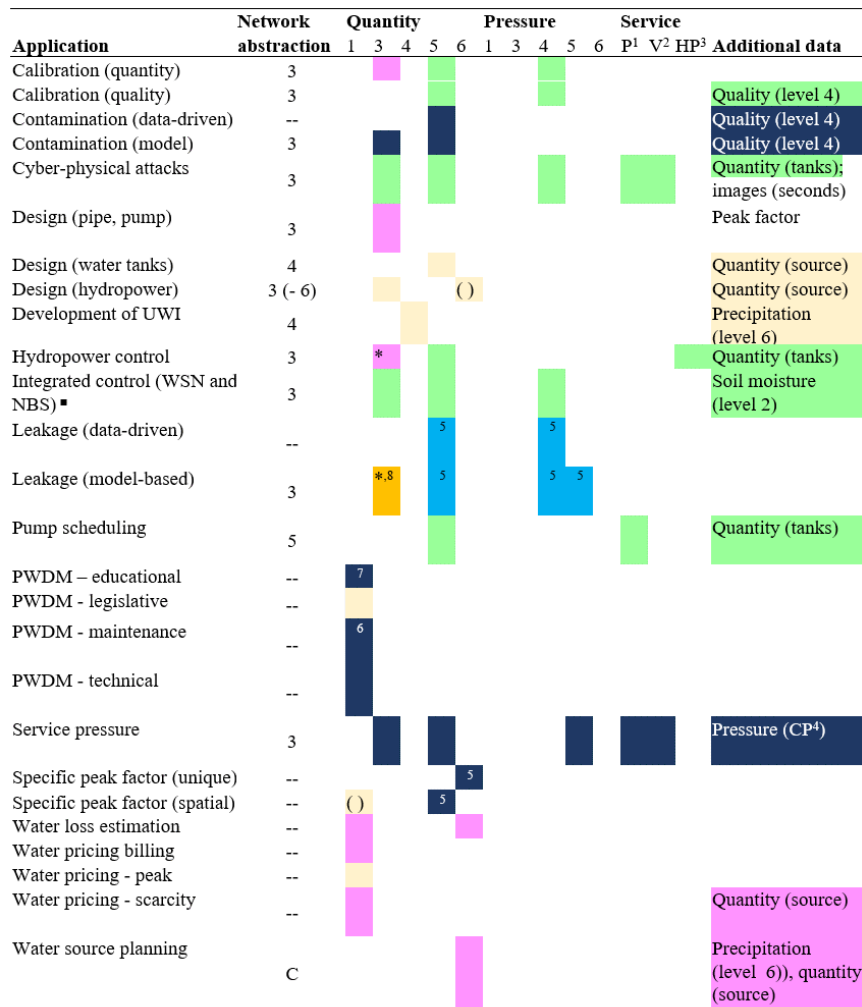 Network Quantity Pressure Service
Application abstraction 1 3 4 5 6 1 3 4 5 6 P1 V2 HP3 Additional data
Calibration (quantity) 3
Calibration (quality) 3 Quality (level 4)
Contamination (data-driven) -- Quality (level 4)
Contamination (model) 3 Quality (level 4)
Cyber-physical attacks 3 Quantity (tanks);
images (seconds)
Design (pipe, pump) 3 Peak factor
Design (water tanks) 4 Quantity (source)
Design (hydropower) 3 (- 6) ( ) Quantity (source)
Development of UWI 4 Precipitation
(level 6)
Hydropower control 3 * Quantity (tanks)
Integrated control (WSN and 3 Soil moisture
NBS) ▪ (level 2)
Leakage (data-driven) -- 5 5
Leakage (model-based) 3 *,8 5 5 5
Pump scheduling 5 Quantity (tanks)
PWDM – educational -- 7
PWDM - legislative --
PWDM - maintenance -- 6
PWDM - technical --
Service pressure 3 Pressure (CP4)
Specific peak factor (unique) -- 5
Specific peak factor (spatial) -- ( ) 5
Water loss estimation --
Water pricing billing --
Water pricing - peak --
Water pricing - scarcity -- Quantity (source)
Water source planning C Precipitation
(level 6)), quantity
(source)